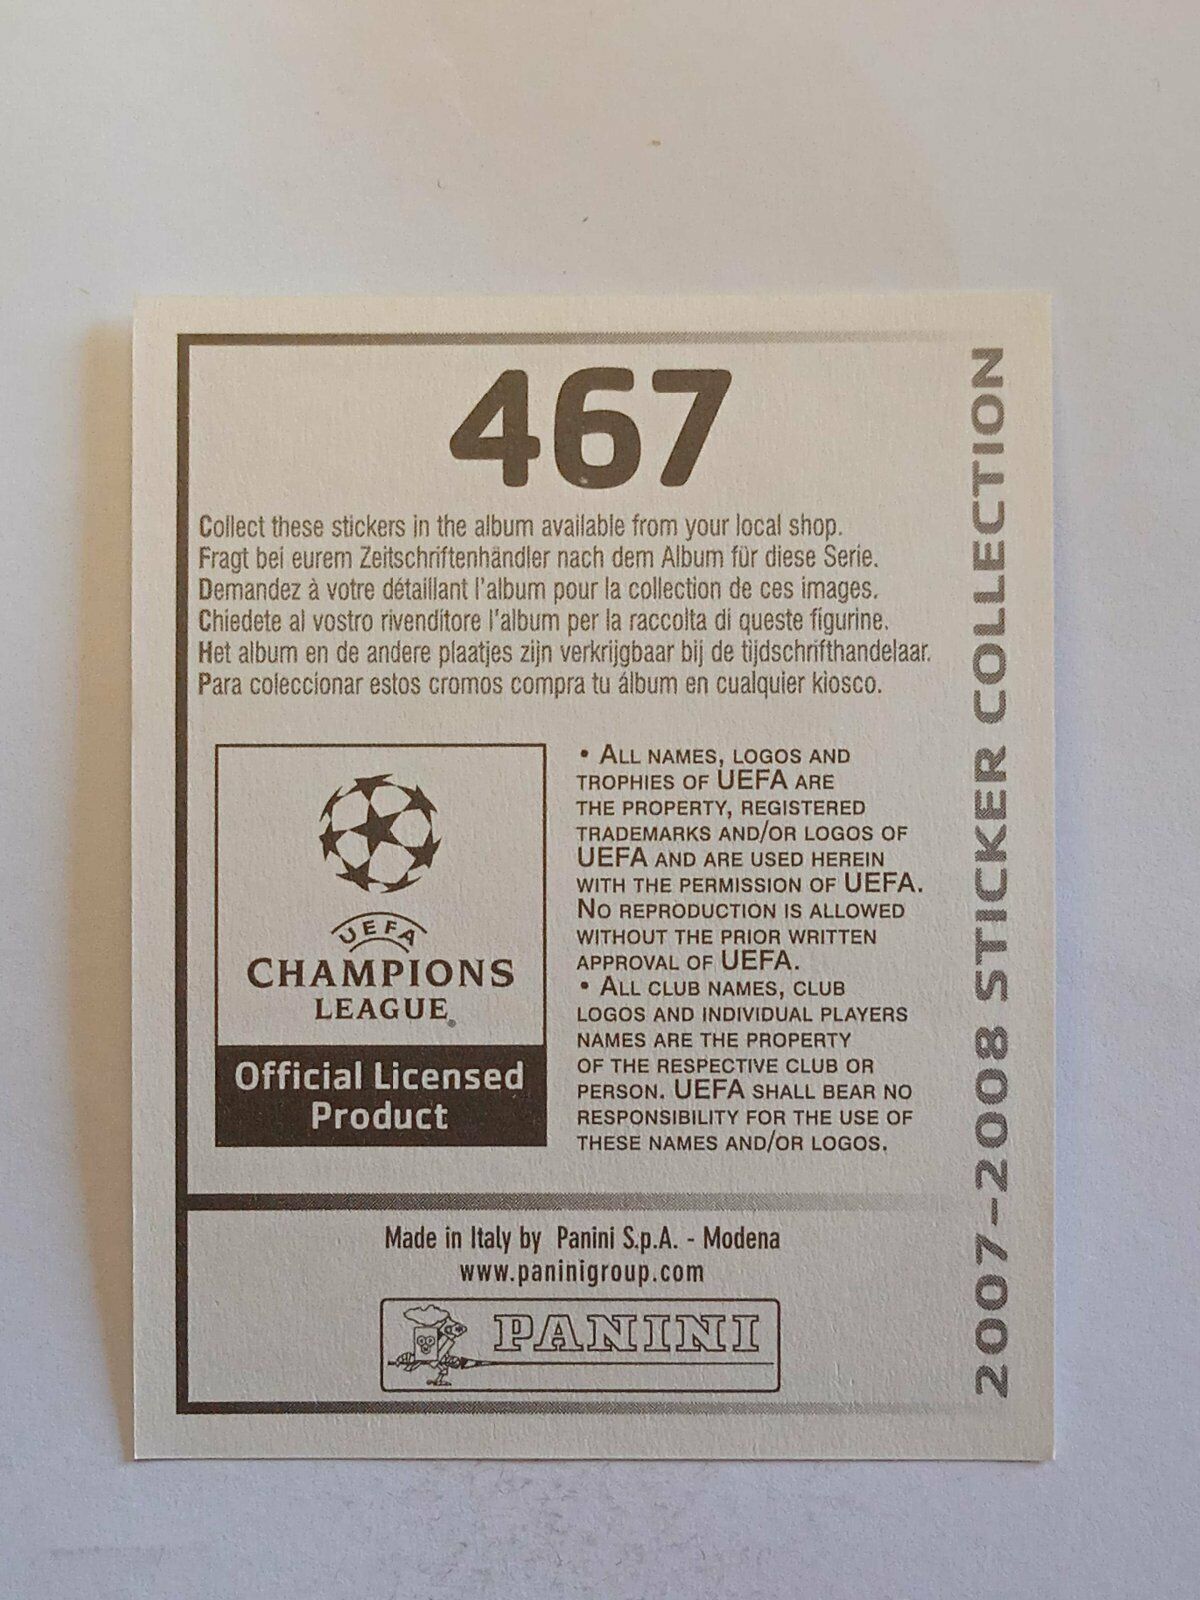 467
Collect these stickers in the album available from your local shop.
Fragt bei eurem Zeitschriftenhändler nach dem Album für diese Serie.
Demandez à votre détaillant l'album pour la collection de ces images.
Chiedete al vostro rivenditore l'album per la raccolta di queste figurine.
Het album en de andere plaatjes zijn verkrijgbaar bij de tijdschrifthandelaar.
Para coleccionar estos cromos compra tu álbum en cualquier kiosco.
UEFA
CHAMPIONS
LEAGUE®
Official Licensed
Product
• ALL NAMES, LOGOS AND
TROPHIES OF UEFA ARE
THE PROPERTY, REGISTERED
TRADEMARKS AND/OR LOGOS OF
UEFA AND ARE USED HEREIN
WITH THE PERMISSION OF UEFA.
NO REPRODUCTION IS ALLOWED
WITHOUT THE PRIOR WRITTEN
APPROVAL OF UEFA.
• ALL CLUB NAMES, CLUB
LOGOS AND INDIVIDUAL PLAYERS
NAMES ARE THE PROPERTY
OF THE RESPECTIVE CLUB OR
PERSON. UEFA SHALL BEAR NO
RESPONSIBILITY FOR THE USE OF
THESE NAMES AND/OR LOGOS.
Made in Italy by Panini S.p.A. - Modena
www.paninigroup.com
PANINI
2007-2008 STICKER COLLECTION